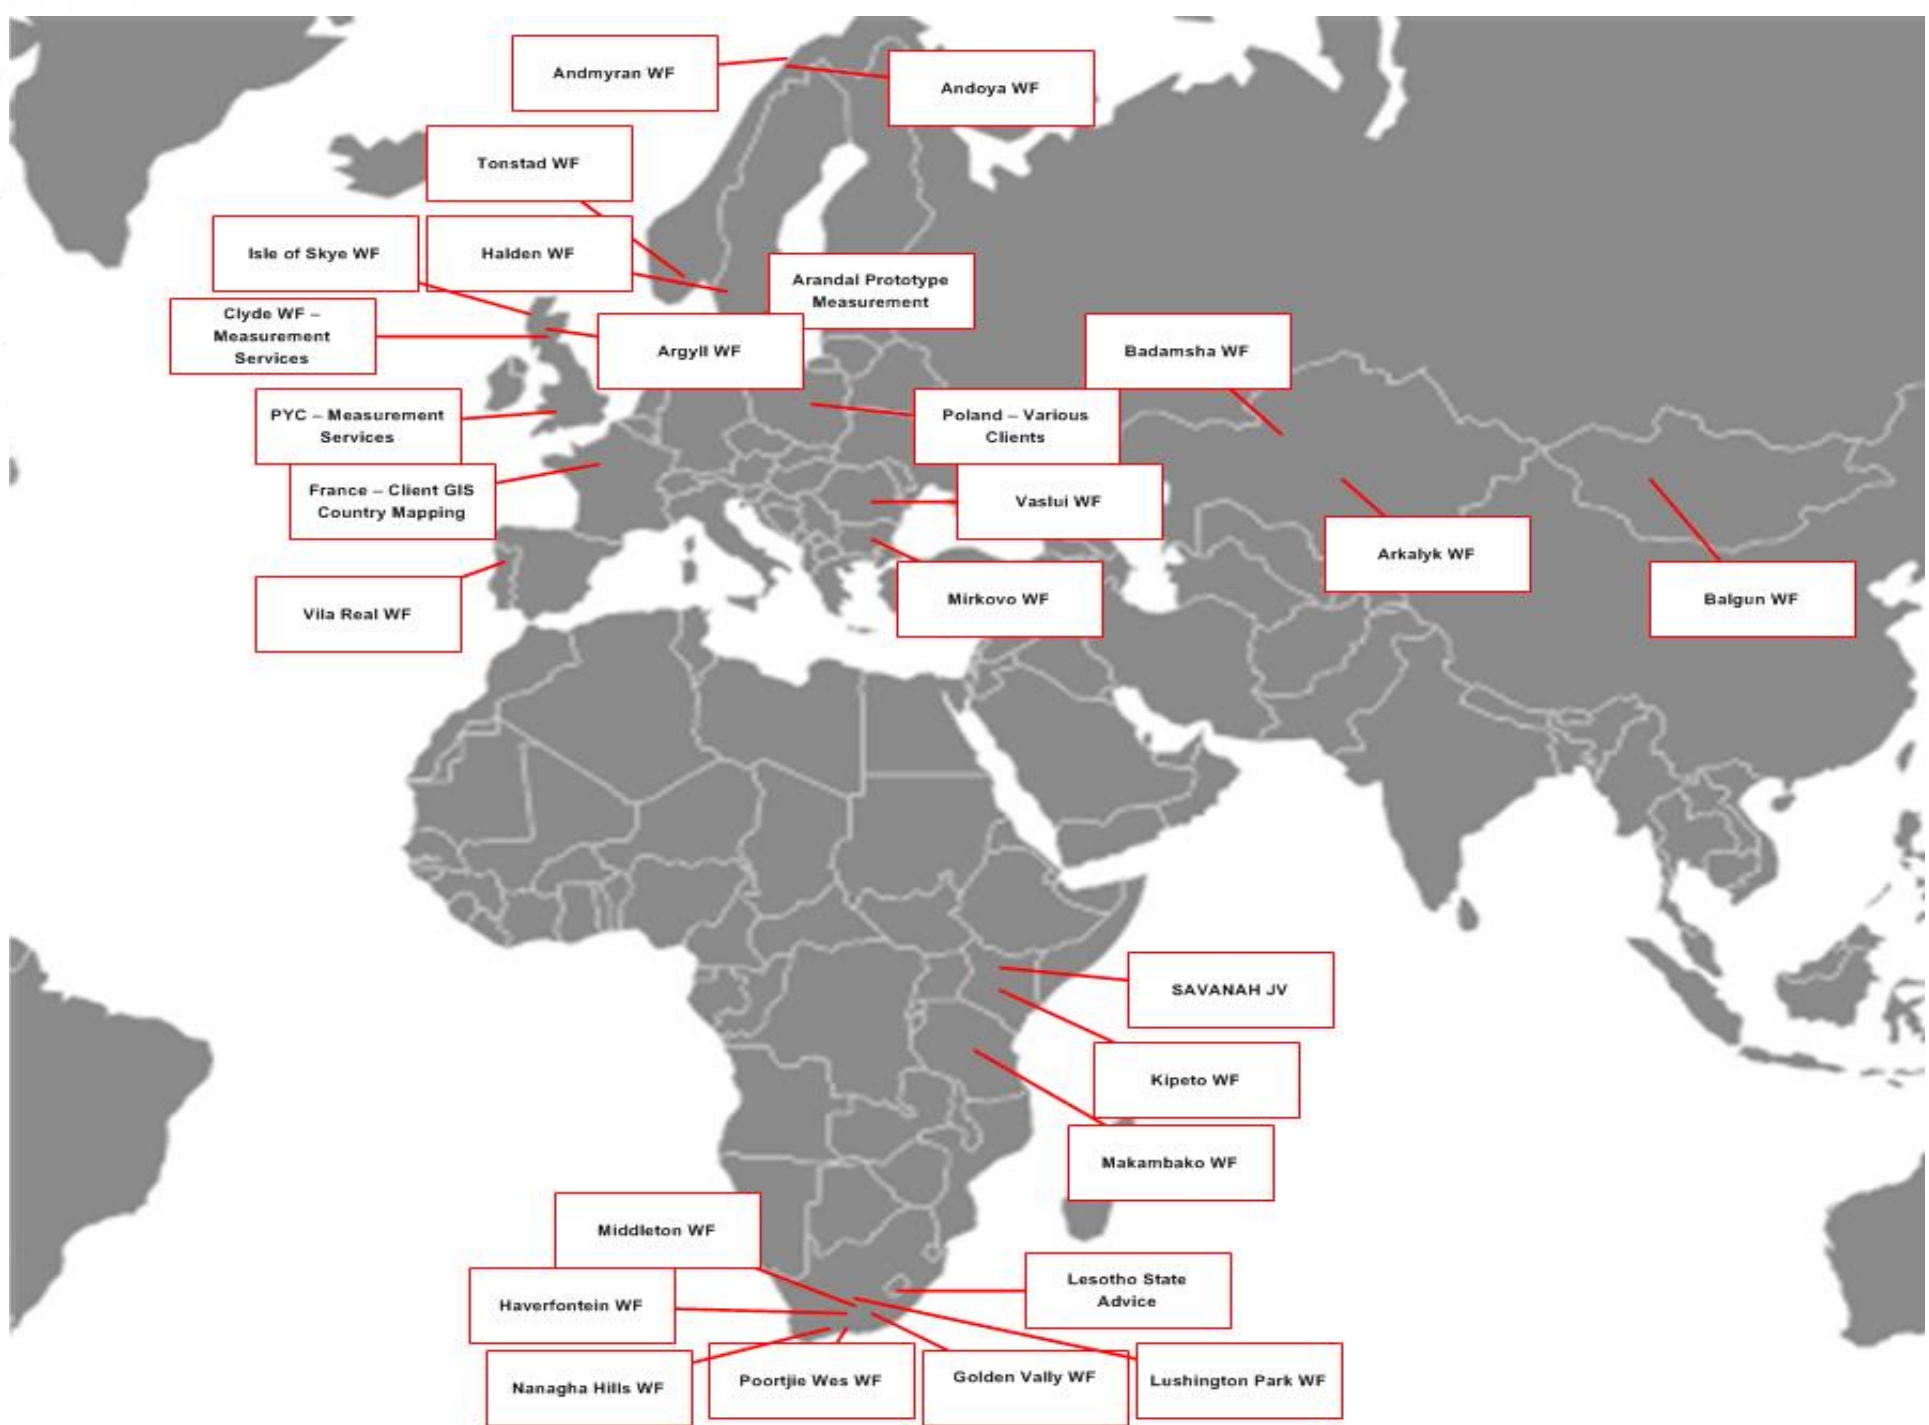 Andmyran WF
Andoya WF
Tonstad WF
Isle of Skye WF
Halden WF
Arandal Prototype
Measurement
Clyde WF –
Measurement
Services
Argyll WF
Badamsha WF
PYC – Measurement
Services
Poland – Various
Clients
France – Client GIS
Country Mapping
Vaslui WF
Arkalyk WF
Vila Real WF
Mirkovo WF
Balgun WF
SAVANAH JV
Kipeto WF
Makambako WF
Middleton WF
Haverfontein WF
Lesotho State
Advice
Nanagha Hills WF
Poortjie Wes WF
Golden Vally WF
Lushington Park WF